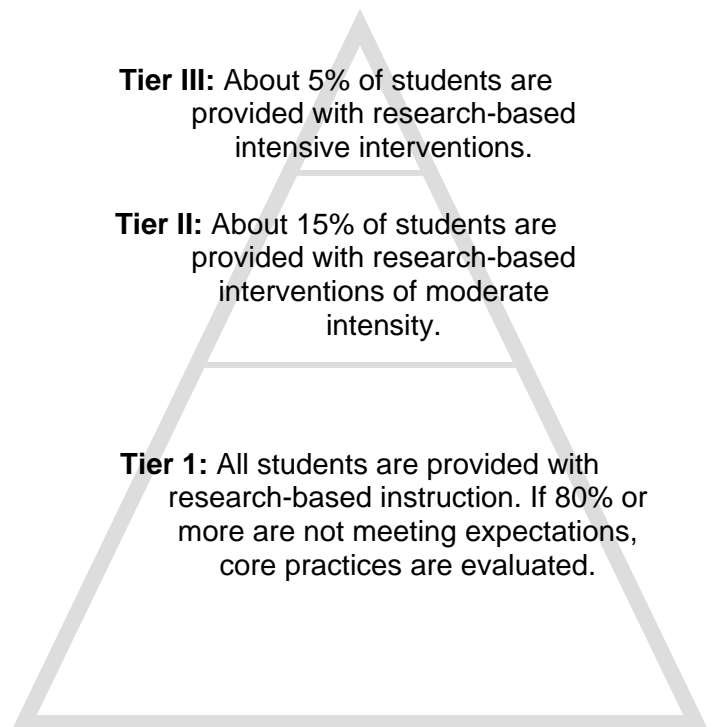 Tier III: About 5% of students are
provided with research-based
intensive interventions.
Tier II: About 15% of students are
provided with research-based
interventions of moderate
intensity.
Tier 1: All students are provided with
research-based instruction. If 80% or
more are not meeting expectations,
core practices are evaluated.